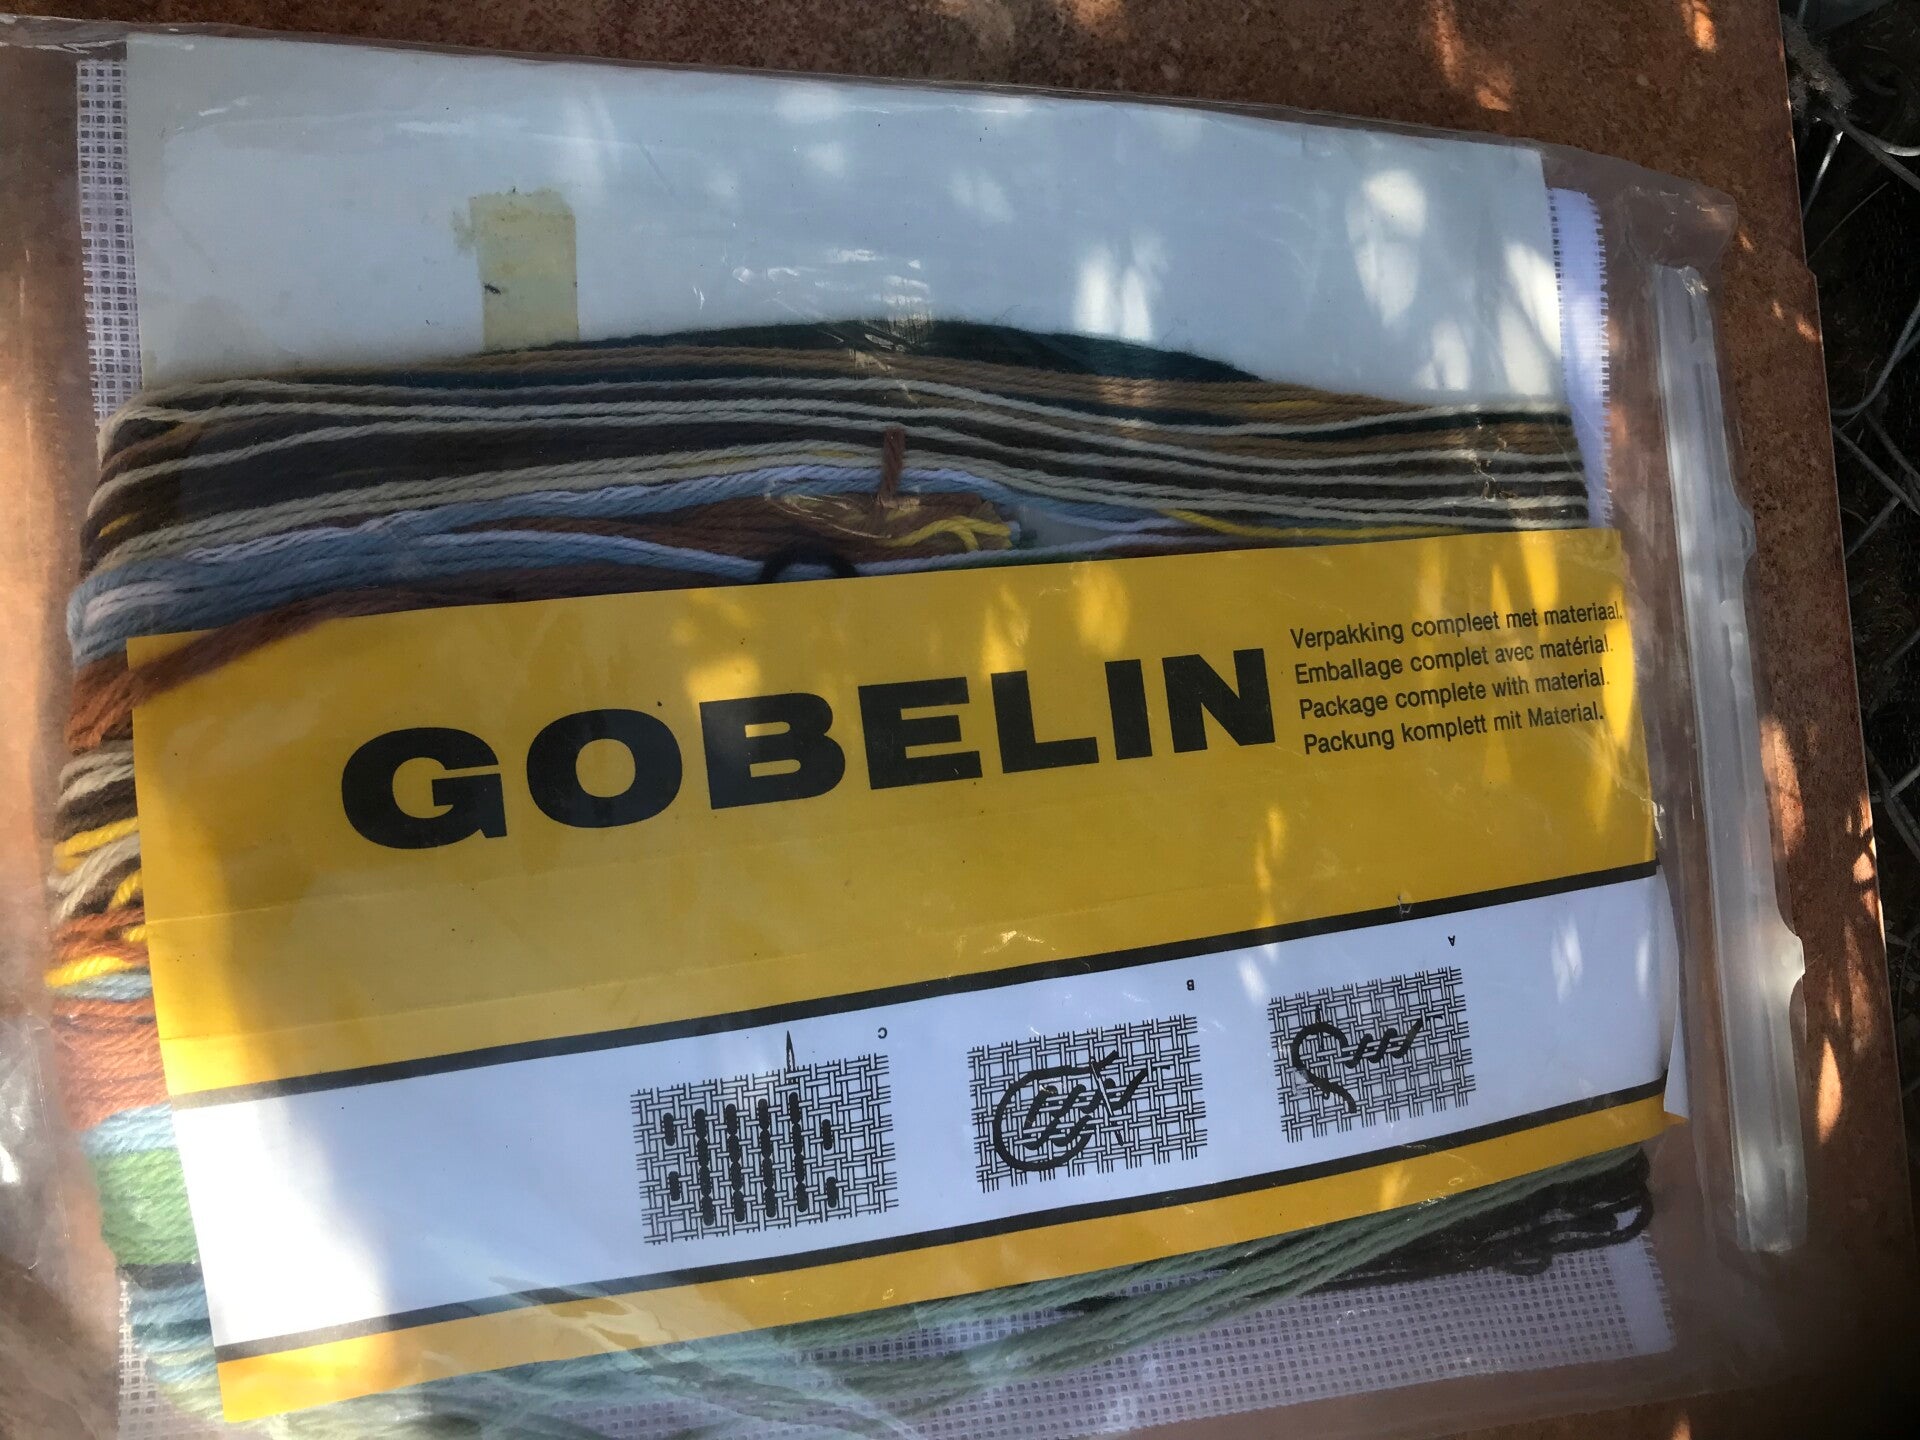 GOBELIN
Verpakking compleet met materiaal.
Emballage complet avec matérial.
Package complete with material.
Packung komplett mit Material.
A
B
C